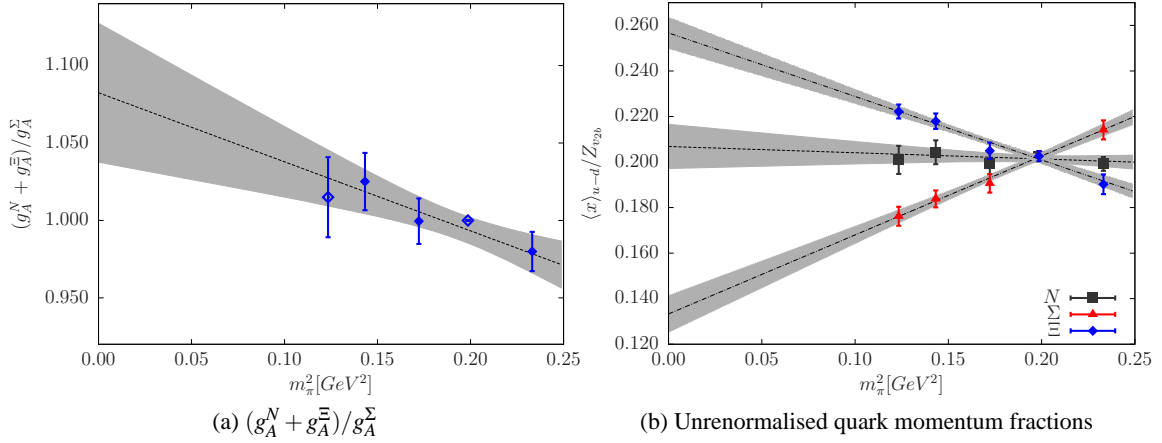 1.100
1.050
1.000
0.950
(g_A^N + g_A^Ξ)/g_A^Σ
0.00 0.05 0.10 0.15 0.20 0.25
m_π^2[GeV^2]
(a) (g_A^N + g_A^Ξ)/g_A^Σ
0.260
0.240
0.220
0.200
0.180
0.160
0.140
0.120
⟨x⟩_{u−d}/Z_{v_{2b}}
N
Σ
Ξ
0.00 0.05 0.10 0.15 0.20 0.25
m_π^2[GeV^2]
(b) Unrenormalised quark momentum fractions